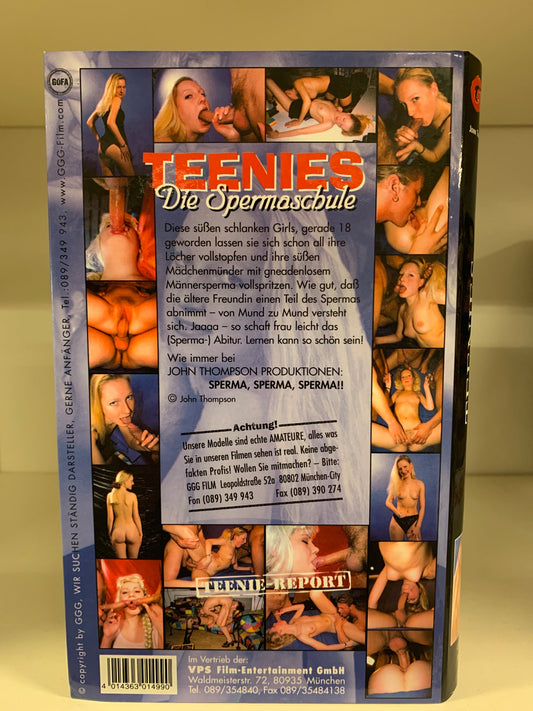 GÜFA
TEENIES
Die Spermaschule
Diese süßen schlanken Girls, gerade 18
geworden lassen sie sich schon all ihre
Löcher vollstopfen und ihre süßen
Mädchenmünder mit gneadenlosem
Männersperma vollspritzen. Wie gut, daß
die ältere Freundin einen Teil des Spermas
abnimmt – von Mund zu Mund versteht
sich. Jaaga – so schaft frau leicht das
(Sperma-) Abitur. Lernen kann so schön sein!
Wie immer bei
JOHN THOMPSON PRODUKTIONEN:
SPERMA, SPERMA, SPERMA!!
© John Thompson
Achtung!
Unsere Modelle sind echte AMATEURE, alles was
Sie in unseren Filmen sehen ist real. Keine abge-
fakten Profis! Wollen Sie mitmachen? – Bitte:
GGG FILM Leopoldstraße 52a 80802 München-City
Fon (089) 349 943 Fax (089) 390 274
TEENIE-REPORT
Im Vertrieb der:
VPS Film-Entertainment GmbH
Waldmeisterstr. 72, 80935 München
Tel. 089/354840, Fax 089/35484138
4 014363 014990
© copyright by GGG, WIR SUCHEN STÄNDIG DARSTELLER, GERNE ANFÄNGER, Tel.:089/349 943, www.GGG-Film.com